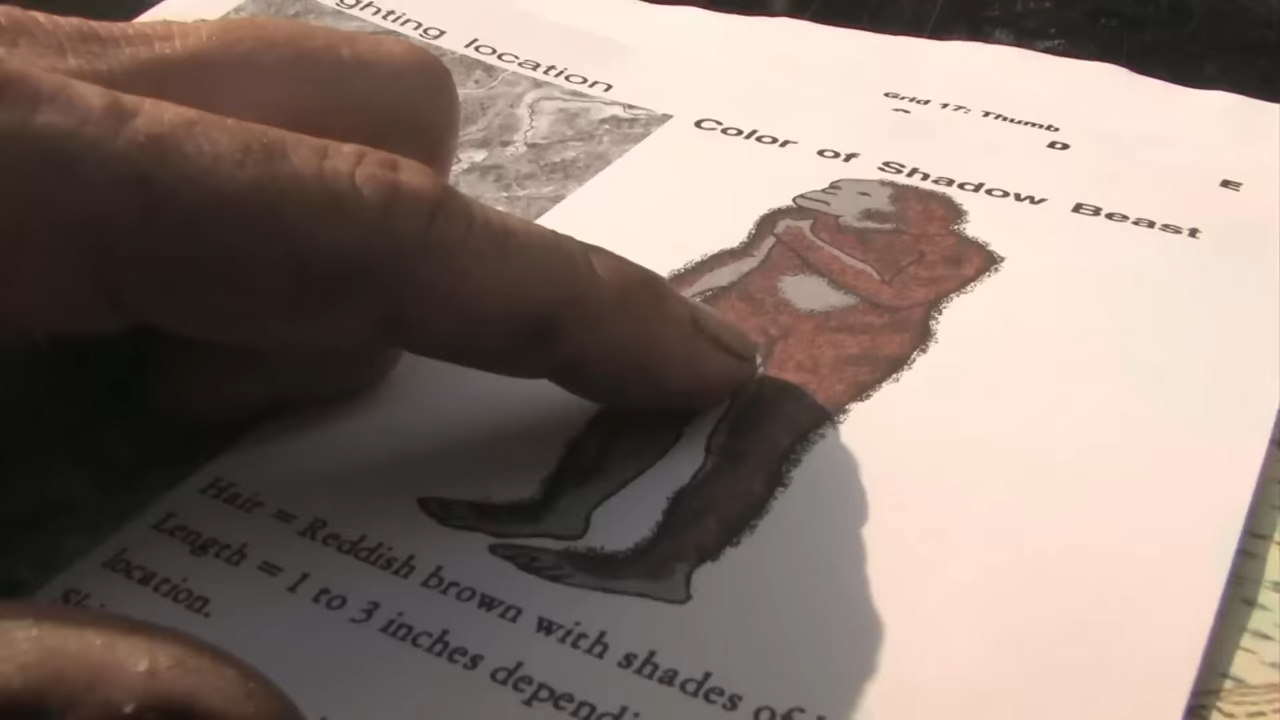 ghting location
Grid 17: Thumb
D
E
Color of Shadow Beast
Hair = Reddish brown with shades of
Length = 1 to 3 inches dependi
location.